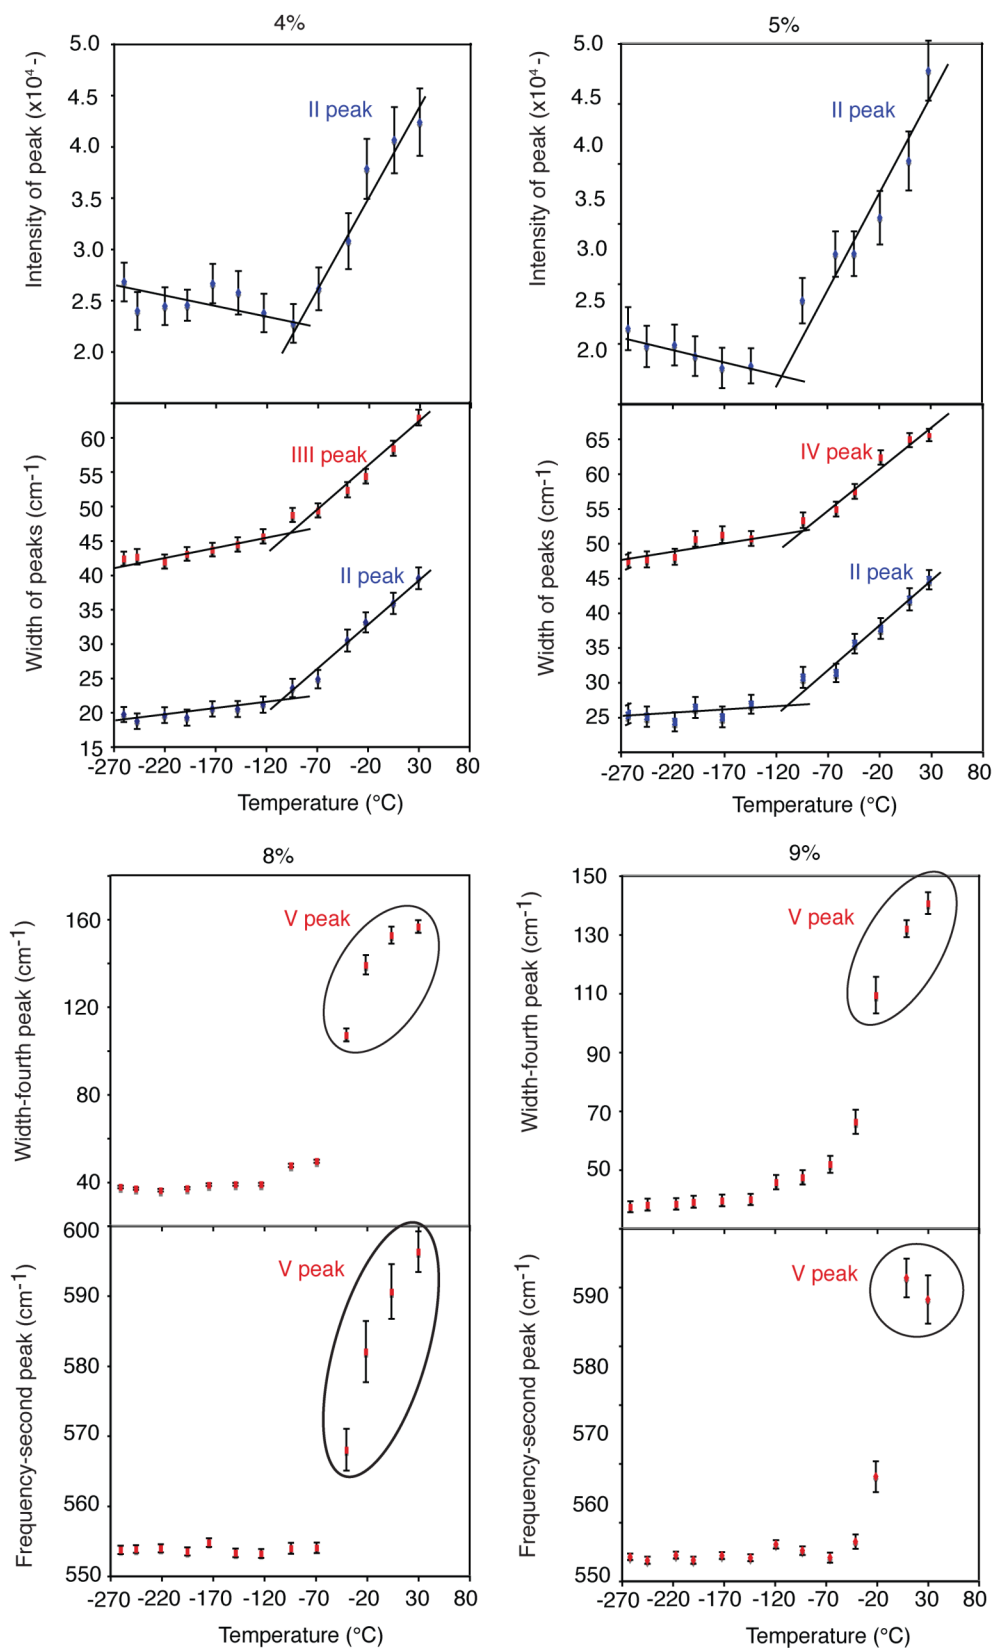 4%
Intensity of peak (x10⁴ -)
5.0
4.5
4.0
3.5
3.0
2.5
2.0
II peak
Width of peaks (cm-1)
60
55
50
45
40
35
30
25
20
15
IIII peak
II peak
-270 -220 -170 -120 -70 -20 30 80
Temperature (°C)
5%
Intensity of peak (x10⁴ -)
5.0
4.5
4.0
3.5
3.0
2.5
2.0
II peak
Width of peaks (cm-1)
65
60
55
50
45
40
35
30
25
IV peak
II peak
-270 -220 -170 -120 -70 -20 30 80
Temperature (°C)
8%
Width-fourth peak (cm⁻¹)
160
120
80
40
V peak
Frequency-second peak (cm⁻¹)
600
590
580
570
560
550
V peak
-270 -220 -170 -120 -70 -20 30 80
Temperature (°C)
9%
Width-fourth peak (cm⁻¹)
150
130
110
90
70
50
V peak
Frequency-second peak (cm⁻¹)
590
580
570
560
550
V peak
-270 -220 -170 -120 -70 -20 30 80
Temperature (°C)